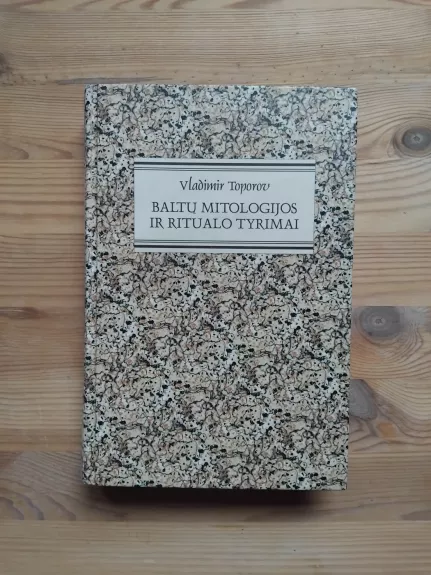 Vladimir Toporov
BALTŲ MITOLOGIJOS
IR RITUALO TYRIMAI